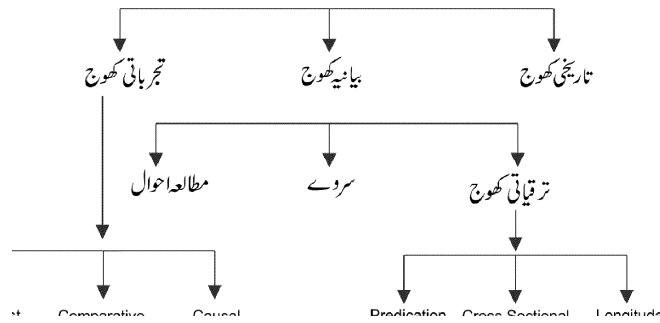 تاریخی کھوج بیانیہ کھوج تجرباتی کھوج
ترقیاتی کھوج سروے مطالعہ احوال
Comparative Causal Predication Cross Sectional